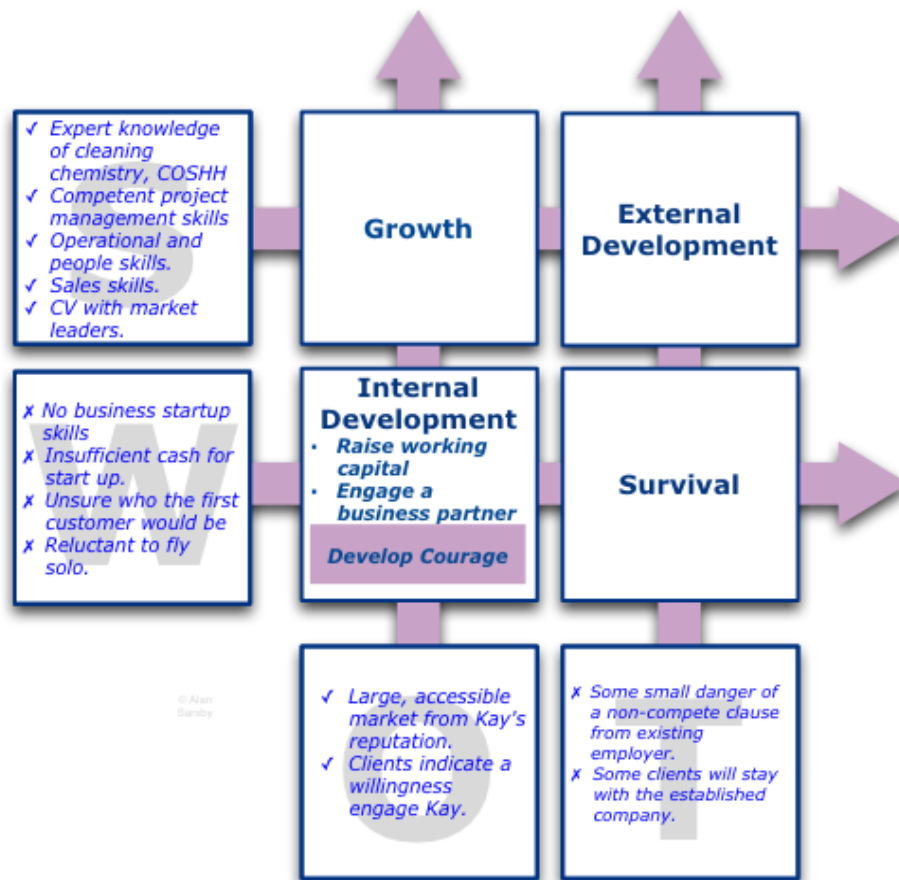 ✓ Expert knowledge
of cleaning
chemistry, COSHH
✓ Competent project
management skills
✓ Operational and
people skills.
✓ Sales skills.
✓ CV with market
leaders.
S
Growth
External
Development
✗ No business startup
skills
✗ Insufficient cash for
start up.
✗ Unsure who the first
customer would be
✗ Reluctant to fly
solo.
W
Internal
Development
· Raise working
capital
· Engage a
business partner
Develop Courage
Survival
© Alan
Sarsby
✓ Large, accessible
market from Kay's
reputation.
✓ Clients indicate a
willingness
engage Kay.
O
✗ Some small danger of
a non-compete clause
from existing
employer.
✗ Some clients will stay
with the established
company.
T